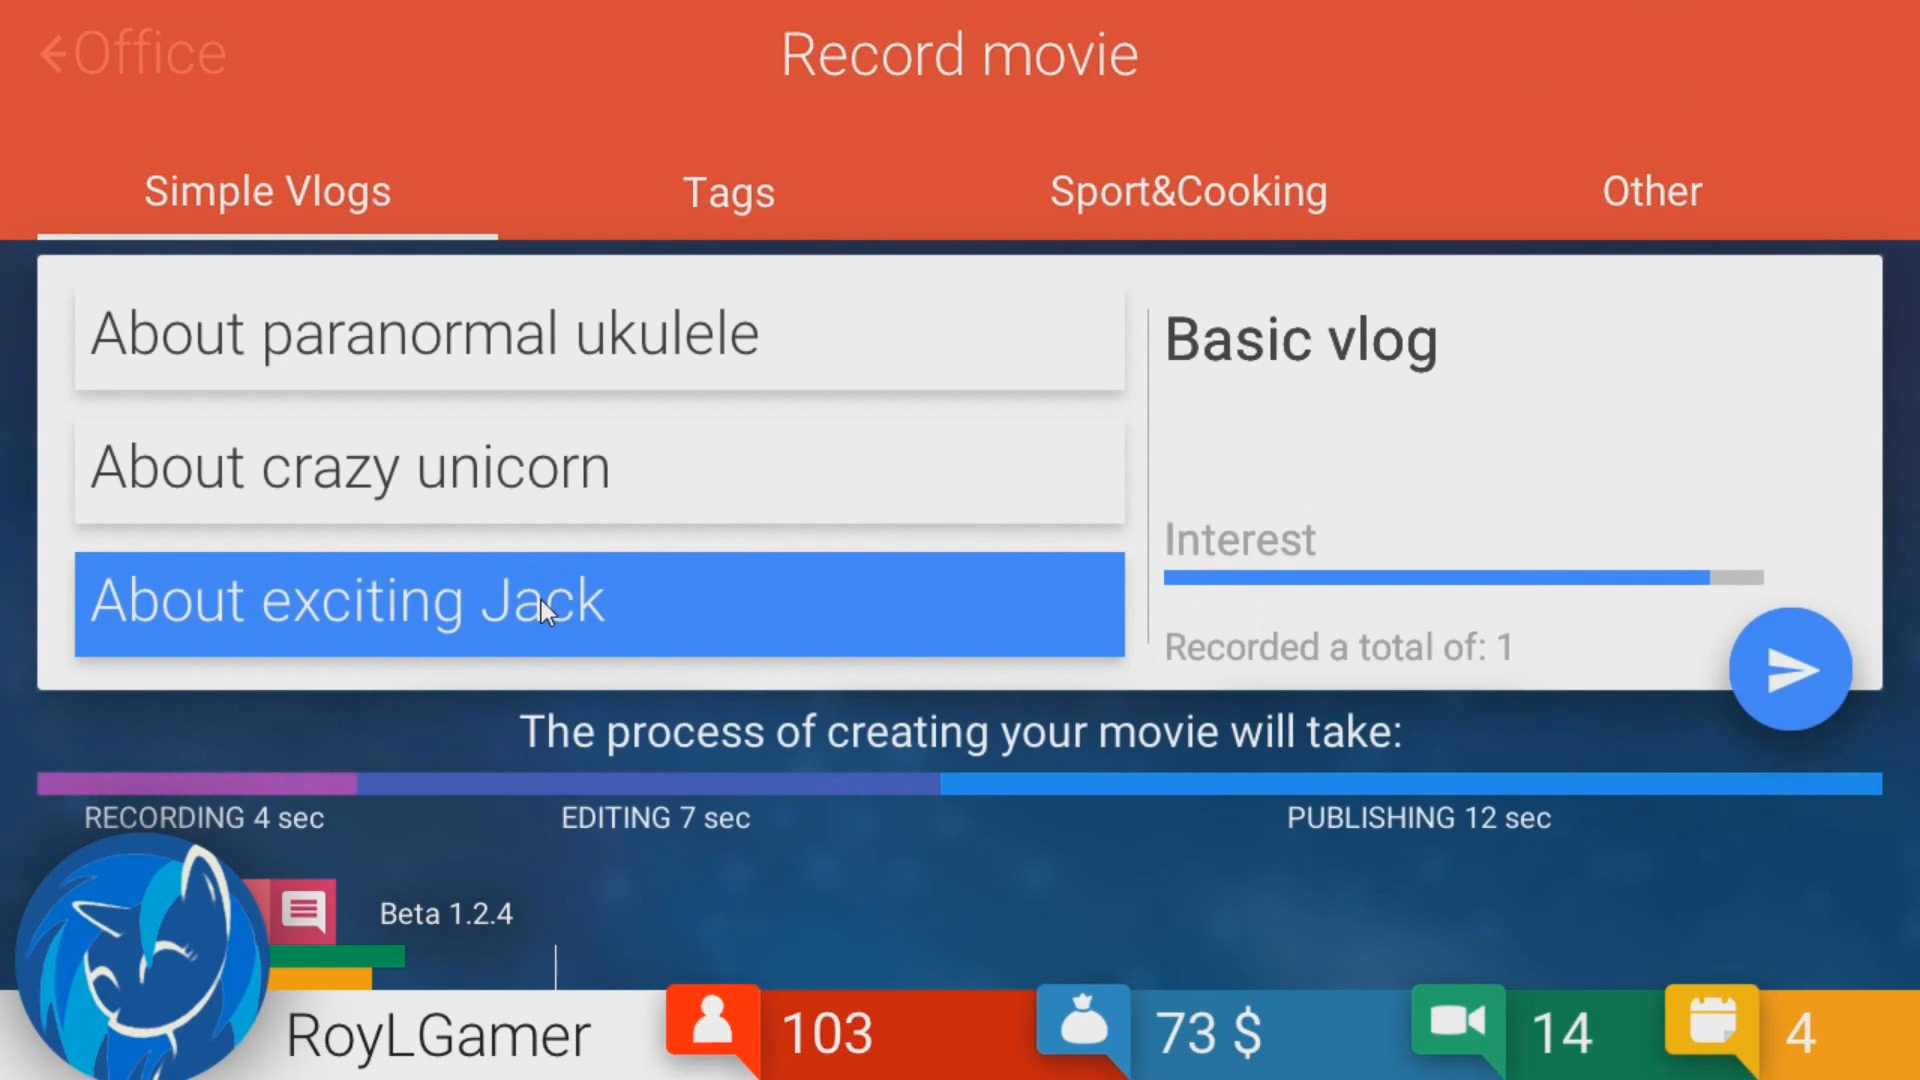 Office
Record movie
Simple Vlogs
Tags
Sport&Cooking
Other
About paranormal ukulele
About crazy unicorn
About exciting Jack
Basic vlog
Interest
Recorded a total of: 1
The process of creating your movie will take:
RECORDING 4 sec
EDITING 7 sec
PUBLISHING 12 sec
Beta 1.2.4
RoyLGamer
103
73 $
14
4